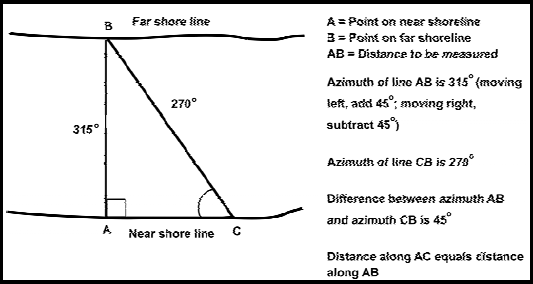 B
Far shore line
270°
315°
A
Near shore line
C
A = Point on near shoreline
B = Point on far shoreline
AB = Distance to be measured
Azimuth of line AB is 315° (moving
left, add 45°; moving right,
subtract 45°)
Azimuth of line CB is 270°
Difference between azimuth AB
and azimuth CB is 45°
Distance along AC equals distance
along AB